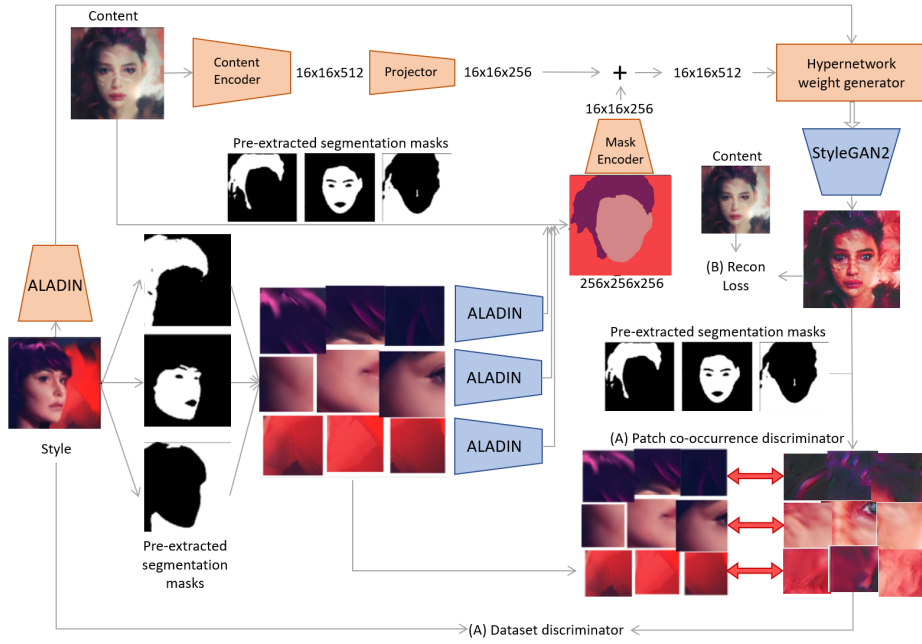 Content
Content
Encoder
16x16x512
Projector
16x16x256
+
16x16x512
Hypernetwork
weight generator
16x16x256
Pre-extracted segmentation masks
Mask
Encoder
StyleGAN2
Content
ALADIN
256x256x256
(B) Recon
Loss
ALADIN
ALADIN
ALADIN
Pre-extracted segmentation masks
Style
(A) Patch co-occurrence discriminator
Pre-extracted
segmentation
masks
(A) Dataset discriminator